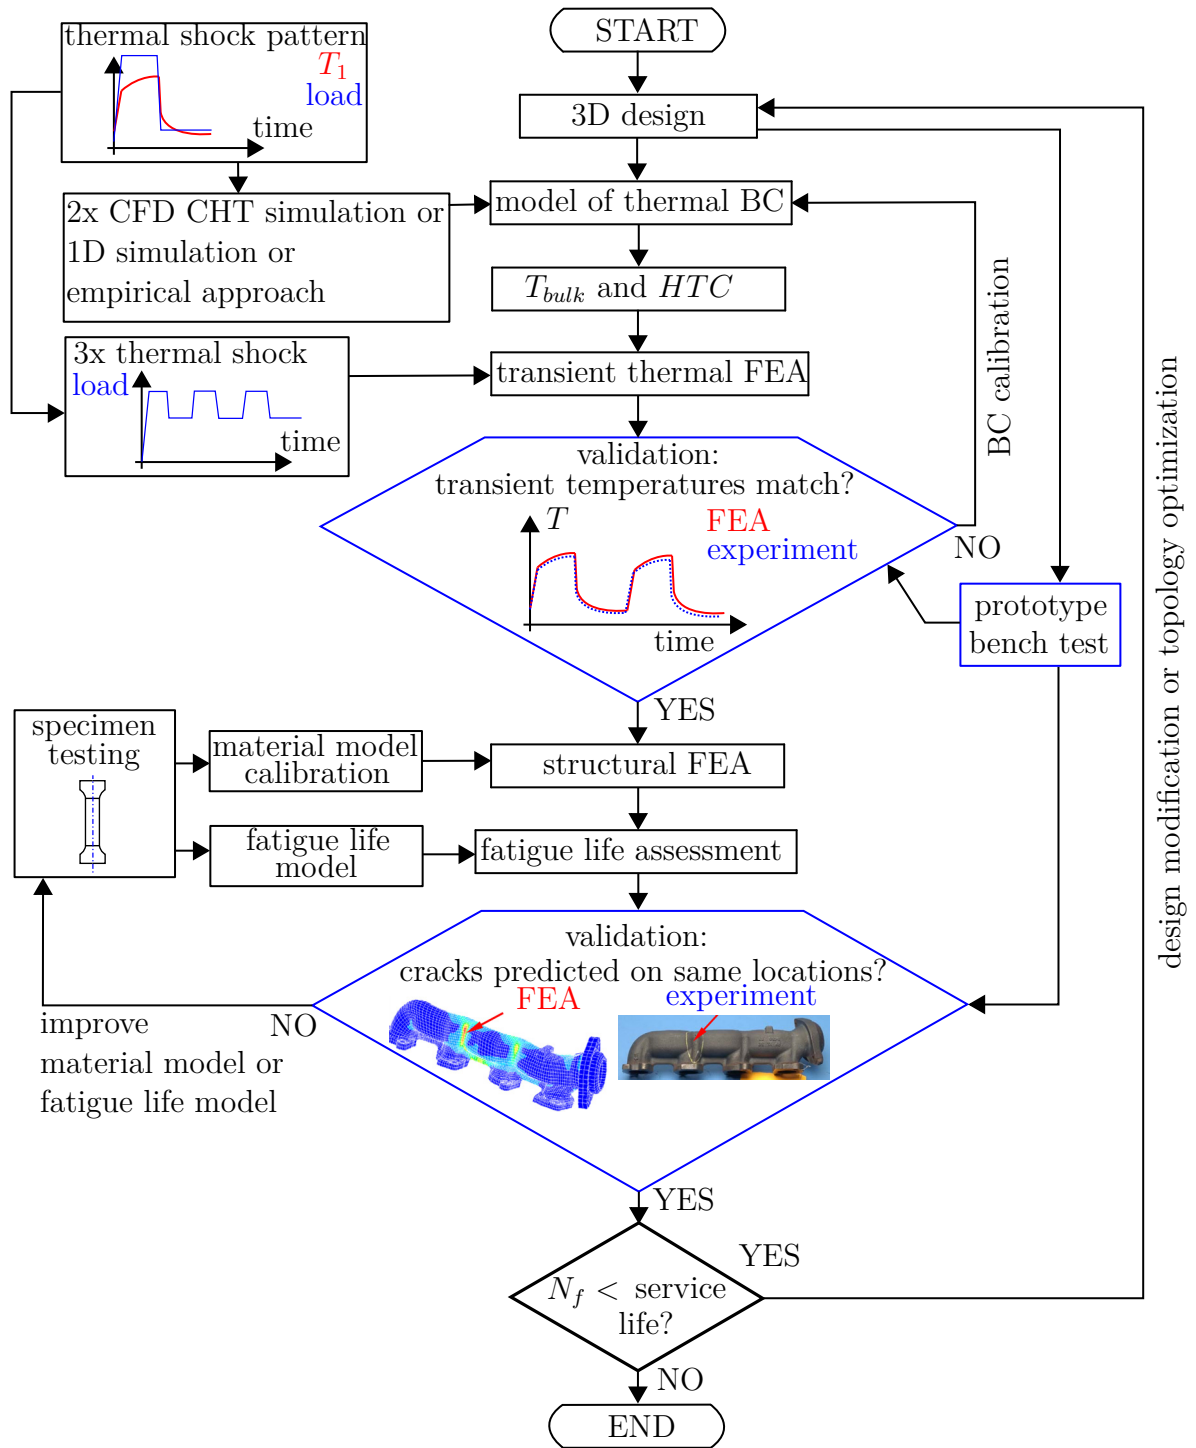 START
thermal shock pattern
T_1
load
time
3D design
2x CFD CHT simulation or
1D simulation or
empirical approach
model of thermal BC
T_{bulk} and HTC
BC calibration
3x thermal shock
load
time
transient thermal FEA
validation:
transient temperatures match?
T
FEA
experiment
time
NO
prototype
bench test
design modification or topology optimization
YES
specimen
testing
material model
calibration
structural FEA
fatigue life
model
fatigue life assessment
validation:
cracks predicted on same locations?
FEA
experiment
NO
improve
material model or
fatigue life model
YES
N_f < service
life?
YES
NO
END